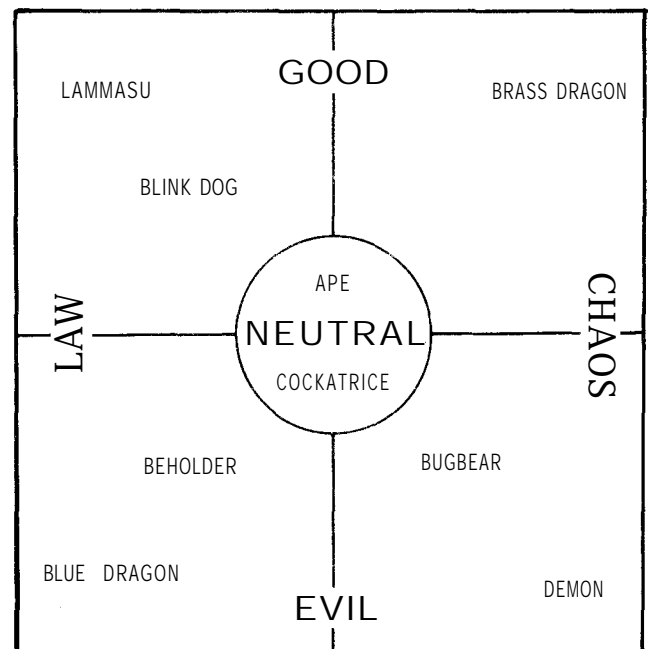 GOOD
LAMMASU
BRASS DRAGON
BLINK DOG
APE
LAW
NEUTRAL
CHAOS
COCKATRICE
BEHOLDER
BUGBEAR
BLUE DRAGON
DEMON
EVIL